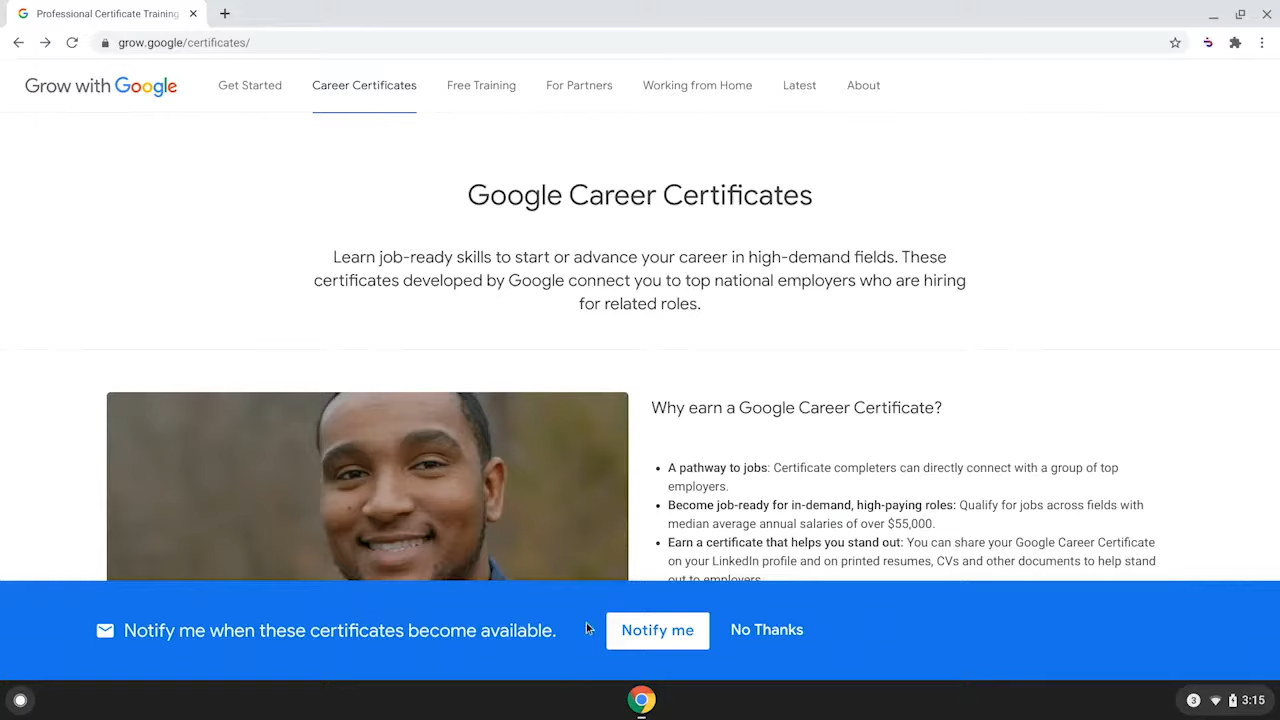 Professional Certificate Training
grow.google/certificates/
Grow with Google
Get Started
Career Certificates
Free Training
For Partners
Working from Home
Latest
About
Google Career Certificates
Learn job-ready skills to start or advance your career in high-demand fields. These
certificates developed by Google connect you to top national employers who are hiring
for related roles.
Why earn a Google Career Certificate?
• A pathway to jobs: Certificate completers can directly connect with a group of top
employers.
• Become job-ready for in-demand, high-paying roles: Qualify for jobs across fields with
median average annual salaries of over $55,000.
• Earn a certificate that helps you stand out: You can share your Google Career Certificate
on your LinkedIn profile and on printed resumes, CVs and other documents to help stand
out to employers.
Notify me when these certificates become available.
Notify me
No Thanks
3
3:15